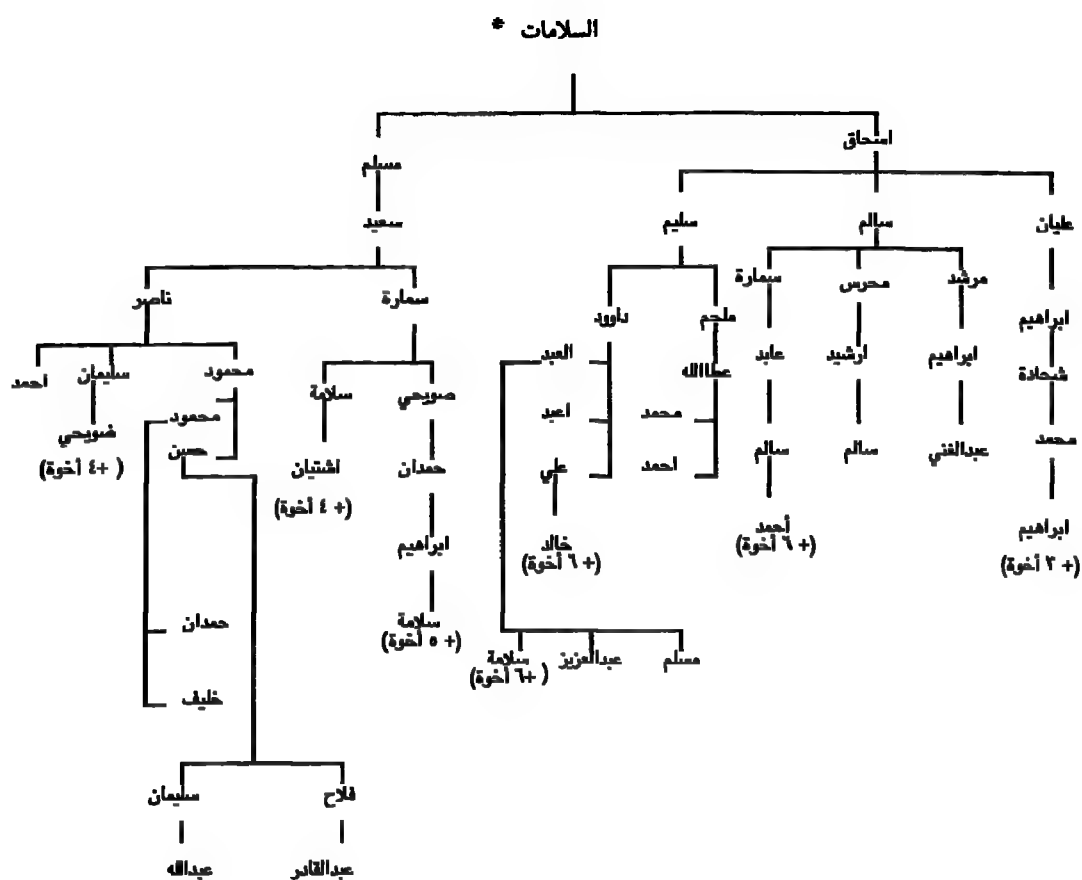 السلامات *
اسحاق
مسلم
عليان
سالم
سليم
سعيد
مرشد
محرس
سمارة
سمارة
ناصر
ابراهيم
ملحم
داوود
ابراهيم
ارشيد
عابد
عطاالله
العبد
شحادة
محمود
سليمان
احمد
صويحي
سلامة
محمد
اعبد
محمود
محمد
عبدالغني
سالم
سالم
احمد
علي
حمدان
اشتيان
حسن
ضويحي
(+ ٤ أخوة)
(+ ٤ أخوة)
ابراهيم
(+ ٣ أخوة)
أحمد
(+ ٦ أخوة)
خالد
(+ ٦ أخوة)
ابراهيم
سلامة
(+ ٥ أخوة)
حمدان
مسلم
عبدالعزيز
سلامة
(+٦ أخوة)
خليف
فلاح
سليمان
عبدالقادر
عبدالله